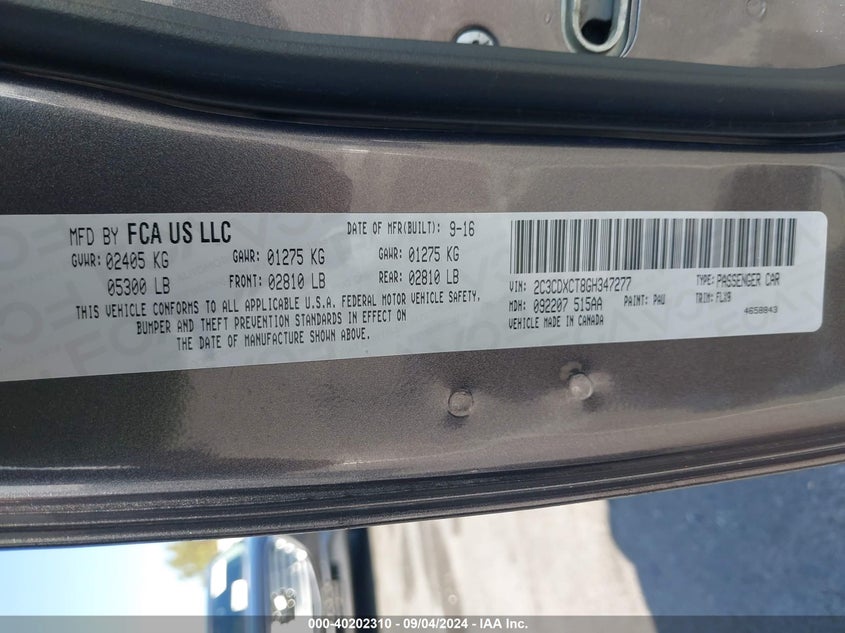 MFD BY FCA US LLC DATE OF MFR(BUILT): 9-16
GVWR: 02405 KG GAWR: 01275 KG GAWR: 01275 KG
05300 LB FRONT: 02810 LB REAR: 02810 LB
THIS VEHICLE CONFORMS TO ALL APPLICABLE U.S.A. FEDERAL MOTOR VEHICLE SAFETY,
BUMPER AND THEFT PREVENTION STANDARDS IN EFFECT ON
THE DATE OF MANUFACTURE SHOWN ABOVE.
VIN: 2C3CDXCT8GH347277 TYPE: PASSENGER CAR
MDH: 092207 515AA PAINT: PAU TRIM: FLX9
VEHICLE MADE IN CANADA 4658843
000-40202310 - 09/04/2024 - IAA Inc.